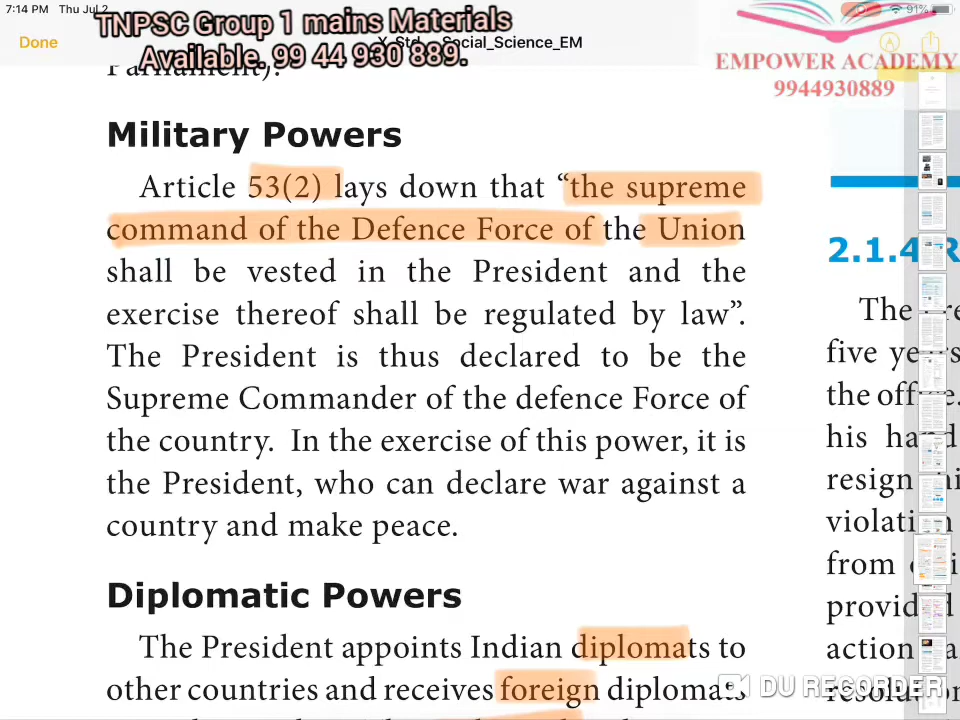 7:14 PM Thu Jul 2
91%
TNPSC Group 1 mains Materials
Available. 99 44 930 889.
Done
Social_Science_EM
EMPOWER ACADEMY
9944930889
Parliament).
Military Powers
Article 53(2) lays down that “the supreme
command of the Defence Force of the Union
shall be vested in the President and the
exercise thereof shall be regulated by law”.
The President is thus declared to be the
Supreme Commander of the defence Force of
the country. In the exercise of this power, it is
the President, who can declare war against a
country and make peace.
Diplomatic Powers
The President appoints Indian diplomats to
other countries and receives foreign diplomats
2.1.4
The
five
the
his
resign
from
action
DU RECORDER